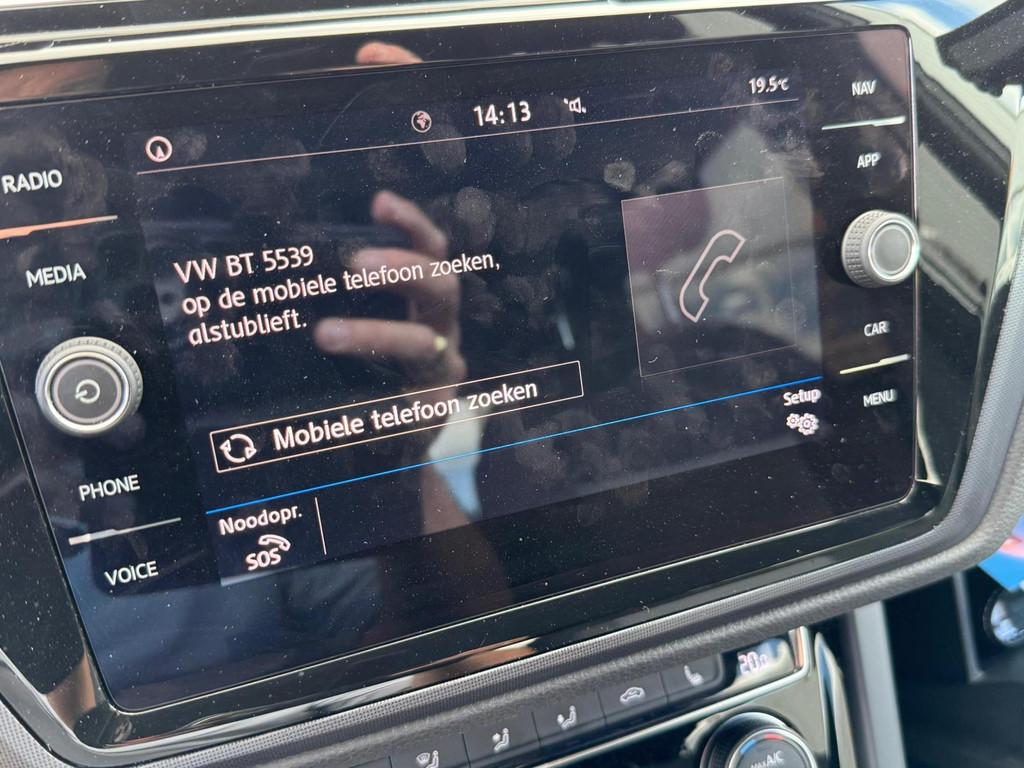 14:13
19.5°C
NAV
APP
RADIO
MEDIA
VW BT 5539
op de mobiele telefoon zoeken,
alstublieft.
Mobiele telefoon zoeken
CAR
MENU
Setup
PHONE
Noodopr.
SOS
VOICE
MAX A/C